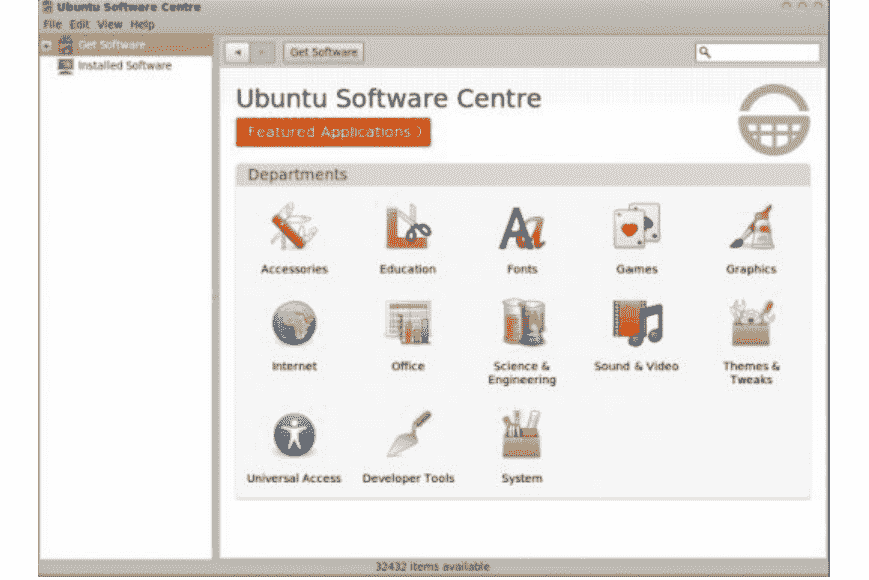 Ubuntu Software Centre
File Edit View Help
Get Software
Installed Software
Get Software
Ubuntu Software Centre
Featured Applications
Departments
Accessories
Education
Fonts
Games
Graphics
Internet
Office
Science &
Engineering
Sound & Video
Themes &
Tweaks
Universal Access
Developer Tools
System
32432 items available